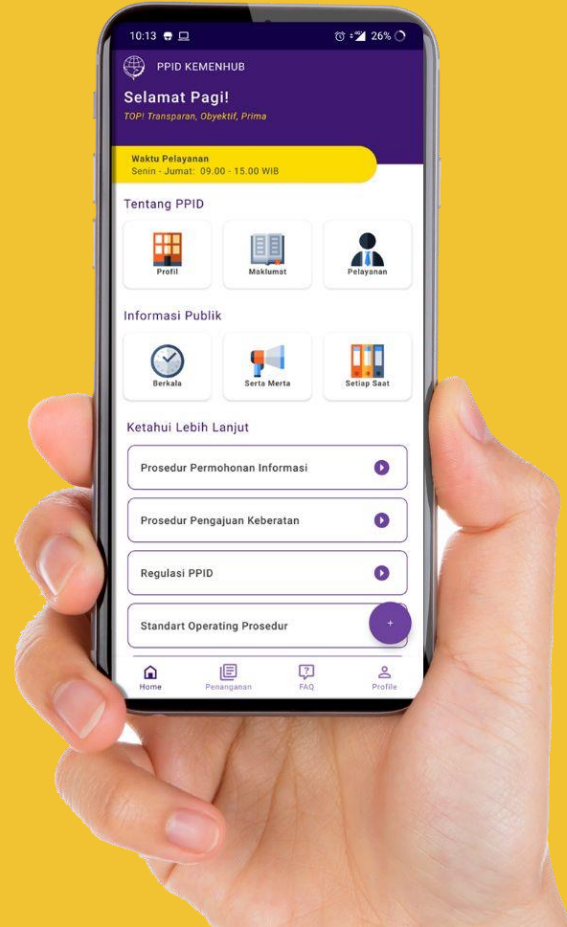 10:13
26%
PPID KEMENHUB
Selamat Pagi!
TOP! Transparan, Obyektif, Prima
Waktu Pelayanan
Senin - Jumat: 09.00 - 15.00 WIB
Tentang PPID
Profil
Maklumat
Pelayanan
Informasi Publik
Berkala
Serta Merta
Setiap Saat
Ketahui Lebih Lanjut
Prosedur Permohonan Informasi
Prosedur Pengajuan Keberatan
Regulasi PPID
Standart Operating Prosedur
+
Home
Penanganan
FAQ
Profile